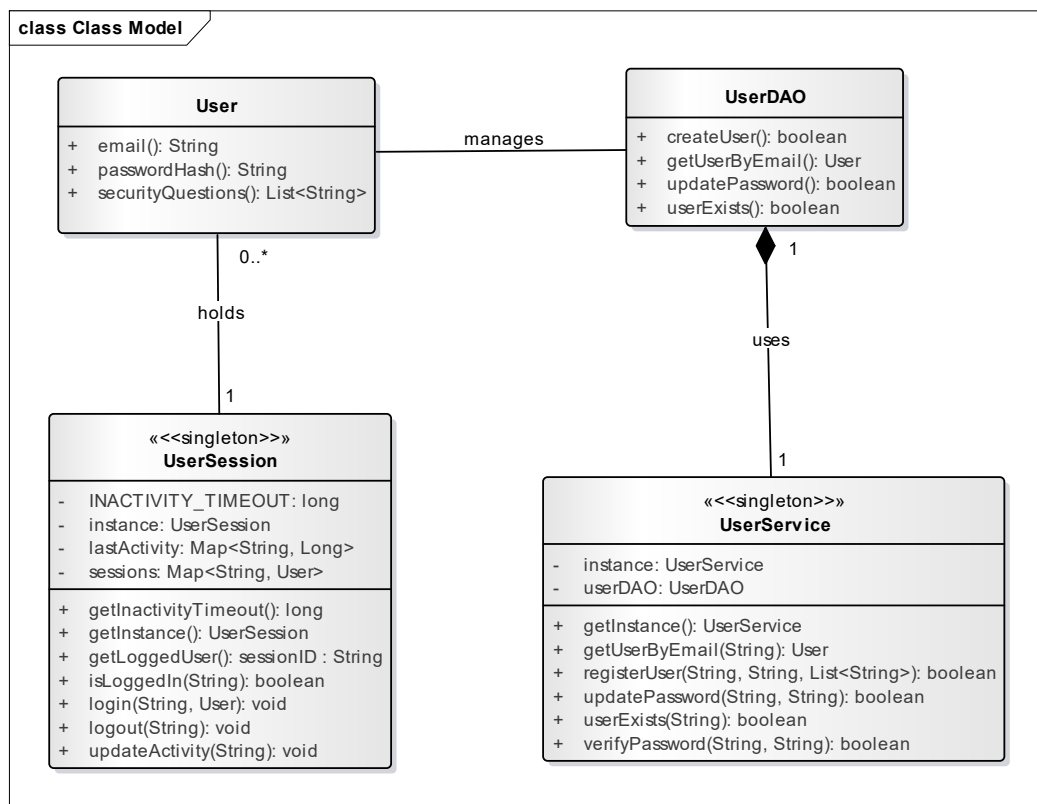 class Class Model
User
+ email(): String
+ passwordHash(): String
+ securityQuestions(): List<String>
manages
UserDAO
+ createUser(): boolean
+ getUserByEmail(): User
+ updatePassword(): boolean
+ userExists(): boolean
0..*
holds
1
1
uses
1
«<<singleton>>»
UserSession
- INACTIVITY_TIMEOUT: long
- instance: UserSession
- lastActivity: Map<String, Long>
- sessions: Map<String, User>
+ getInactivityTimeout(): long
+ getInstance(): UserSession
+ getLoggedUser(): sessionID : String
+ isLoggedIn(String): boolean
+ login(String, User): void
+ logout(String): void
+ updateActivity(String): void
«<<singleton>>»
UserService
- instance: UserService
- userDAO: UserDAO
+ getInstance(): UserService
+ getUserByEmail(String): User
+ registerUser(String, String, List<String>): boolean
+ updatePassword(String, String): boolean
+ userExists(String): boolean
+ verifyPassword(String, String): boolean